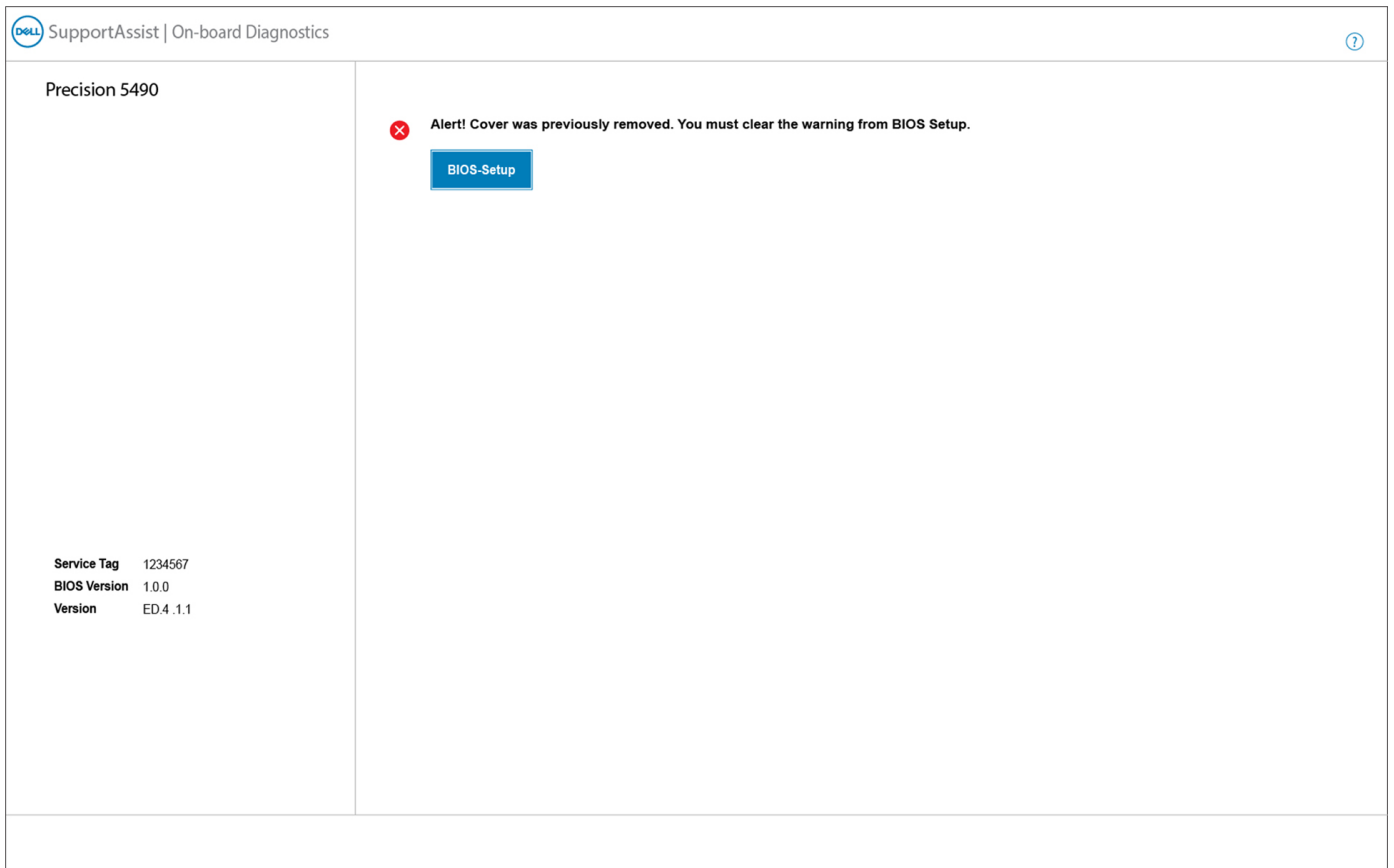 DELL SupportAssist | On-board Diagnostics
?
Precision 5490
Alert! Cover was previously removed. You must clear the warning from BIOS Setup.
BIOS-Setup
Service Tag 1234567
BIOS Version 1.0.0
Version ED.4 .1.1